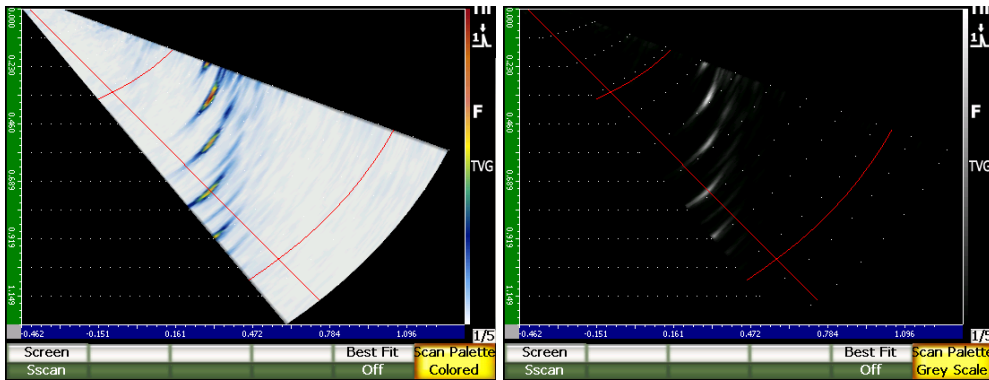 0.000
0.230
0.460
0.689
0.919
1.149
1
F
TVG
-0.462 -0.151 0.161 0.472 0.784 1.096
1/5
Screen Best Fit Scan Palette
Sscan Off Colored
0.000
0.230
0.460
0.689
0.919
1.149
1
F
TVG
-0.462 -0.151 0.161 0.472 0.784 1.096
1/5
Screen Best Fit Scan Palette
Sscan Off Grey Scale